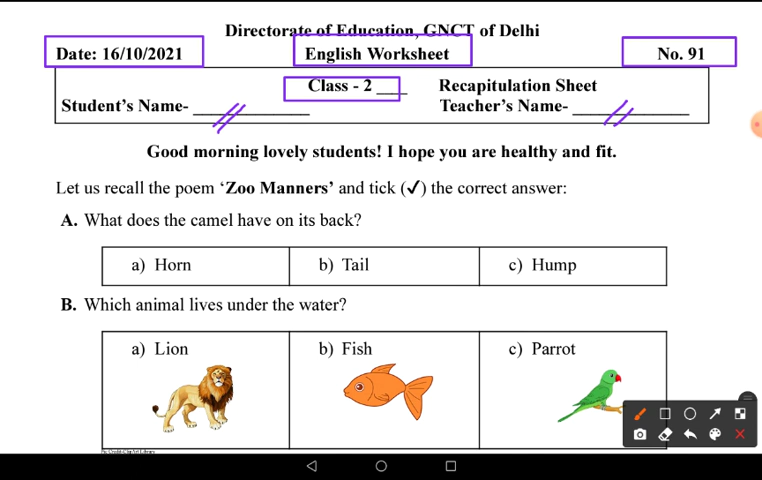 Directorate of Education, GNCT of Delhi
Date: 16/10/2021 English Worksheet No. 91
Class - 2 ____ Recapitulation Sheet
Student's Name- ______________ Teacher's Name- ______________
Good morning lovely students! I hope you are healthy and fit.
Let us recall the poem ‘Zoo Manners’ and tick (✓) the correct answer:
A. What does the camel have on its back?
a) Horn b) Tail c) Hump
B. Which animal lives under the water?
a) Lion b) Fish c) Parrot